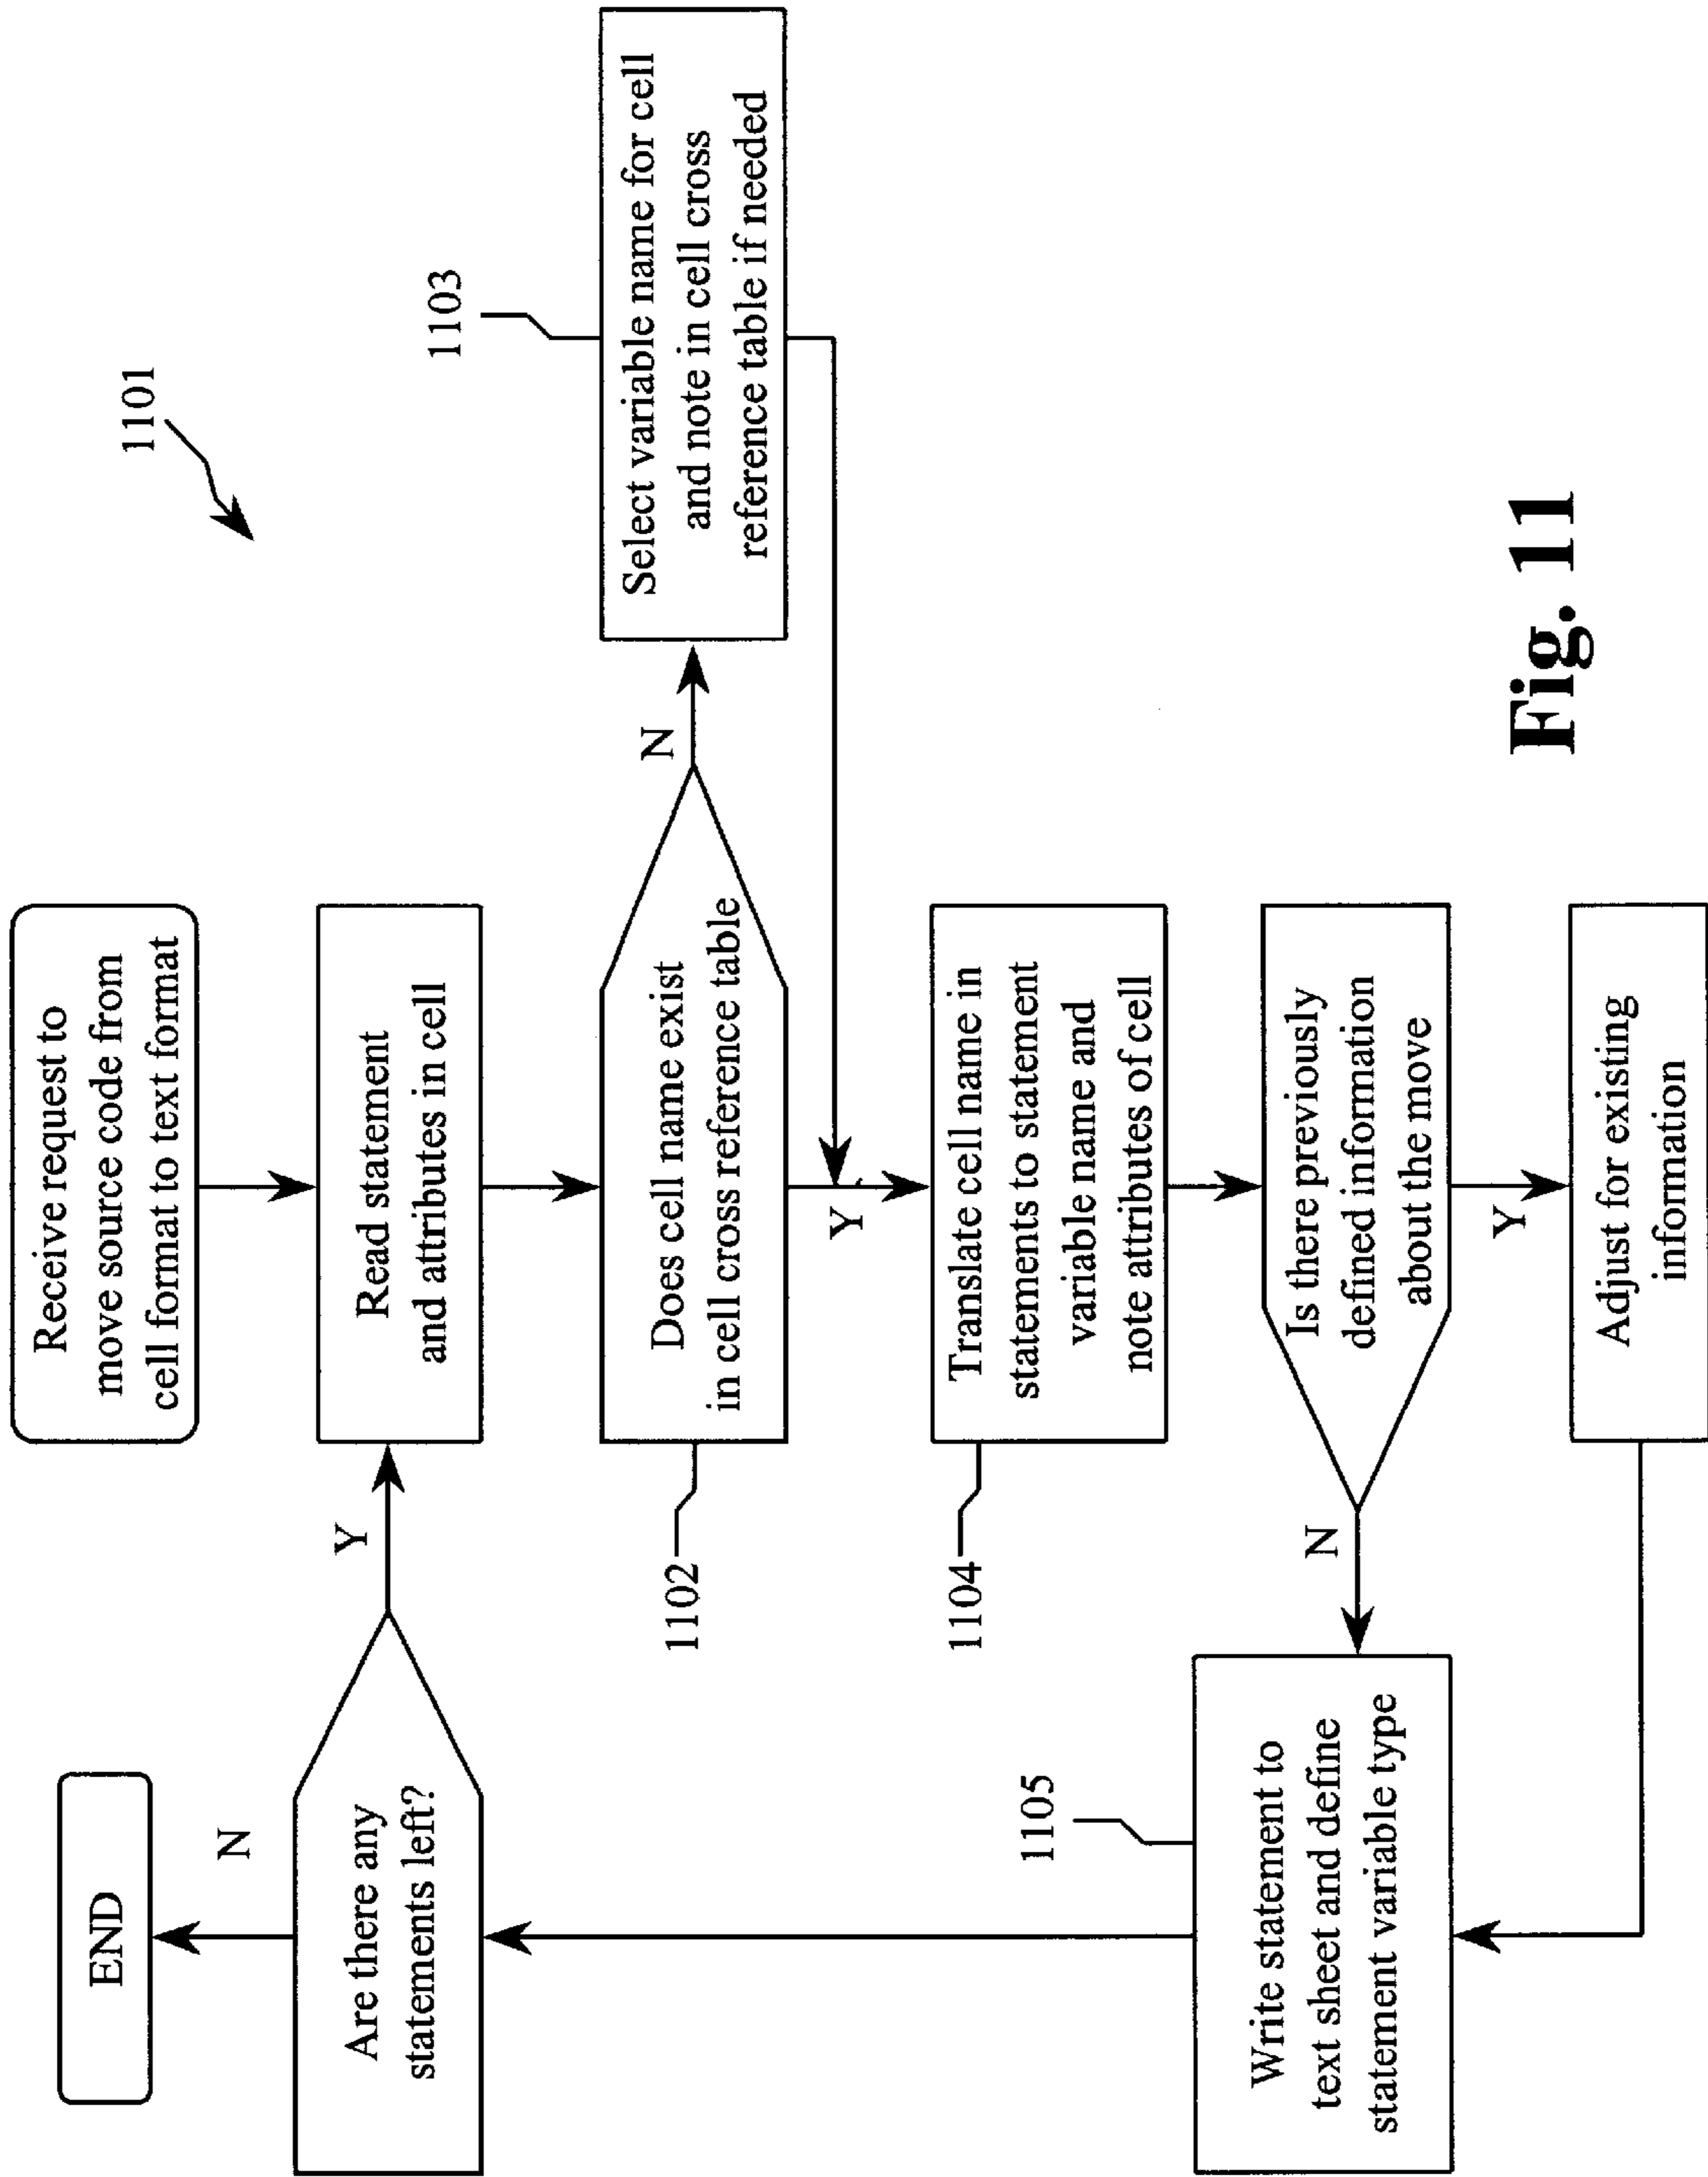 1101
Receive request to
move source code from
cell format to text format
END
Are there any
statements left?
N
Y
Read statement
and attributes in cell
1102
Does cell name exist
in cell cross reference table
N
Y
1103
Select variable name for cell
and note in cell cross
reference table if needed
1104
Translate cell name in
statements to statement
variable name and
note attributes of cell
1105
Write statement to
text sheet and define
statement variable type
N
Is there previously
defined information
about the move
Y
Adjust for existing
information
Fig. 11